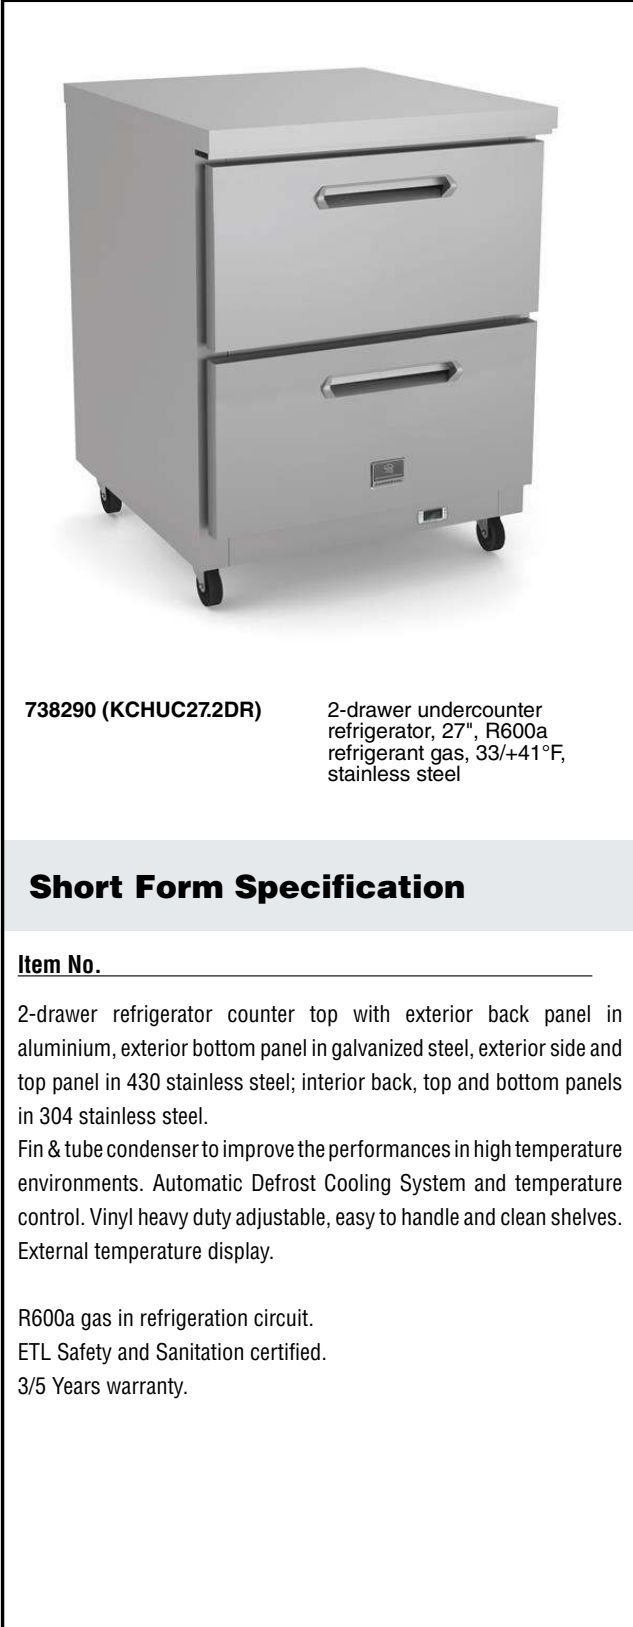 738290 (KCHUC27.2DR)
2-drawer undercounter
refrigerator, 27", R600a
refrigerant gas, 33/+41°F,
stainless steel
Short Form Specification
Item No.
2-drawer refrigerator counter top with exterior back panel in
aluminium, exterior bottom panel in galvanized steel, exterior side and
top panel in 430 stainless steel; interior back, top and bottom panels
in 304 stainless steel.
Fin & tube condenser to improve the performances in high temperature
environments. Automatic Defrost Cooling System and temperature
control. Vinyl heavy duty adjustable, easy to handle and clean shelves.
External temperature display.
R600a gas in refrigeration circuit.
ETL Safety and Sanitation certified.
3/5 Years warranty.